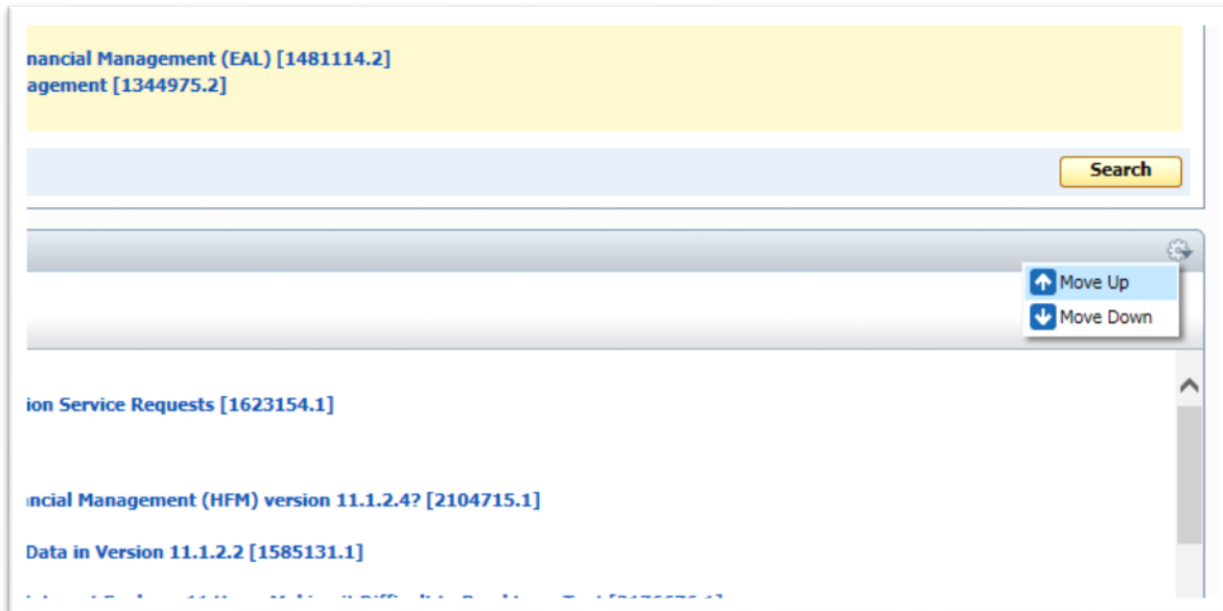 nancial Management (EAL) [1481114.2]
agement [1344975.2]
Search
Move Up
Move Down
ion Service Requests [1623154.1]
ncial Management (HFM) version 11.1.2.4? [2104715.1]
Data in Version 11.1.2.2 [1585131.1]